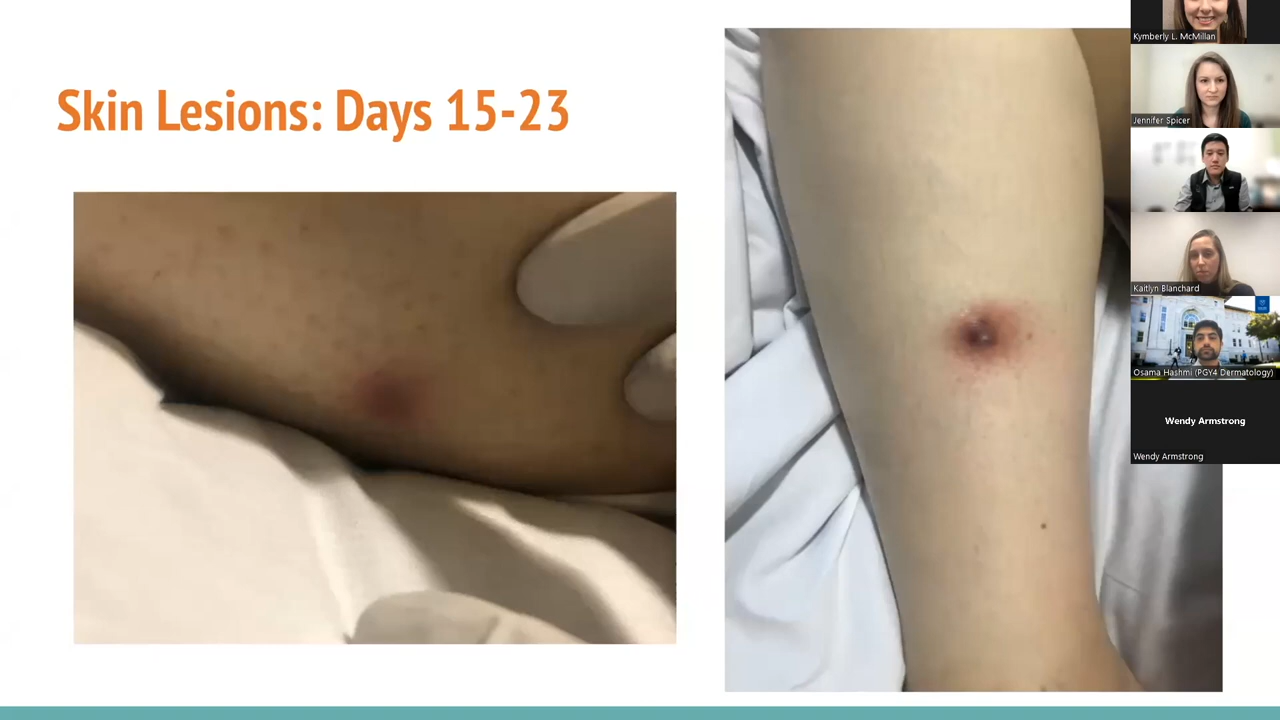 Skin Lesions: Days 15-23
Kymberly L. McMillan
Jennifer Spicer
Kaitlyn Blanchard
Osama Hashmi (PGY4 Dermatology)
Wendy Armstrong
Wendy Armstrong